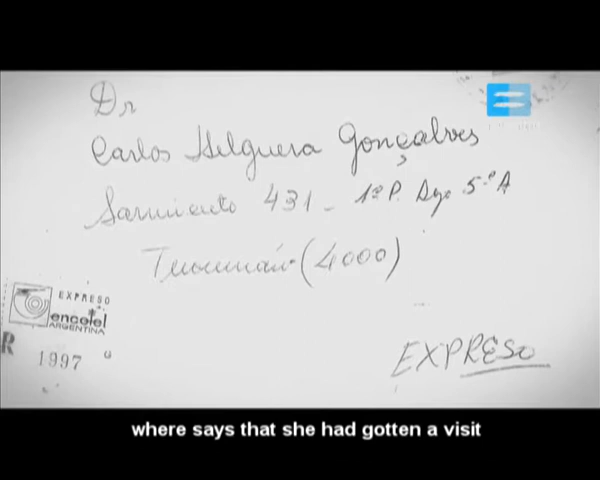 Dr
Carlos Helguera Gonçalves
Sarmiento 431 - 1º P. Dpo 5º A
Tucumán (4000)
EXPRESO
encotel
ARGENTINA
R
1997
EXPRESO
where says that she had gotten a visit